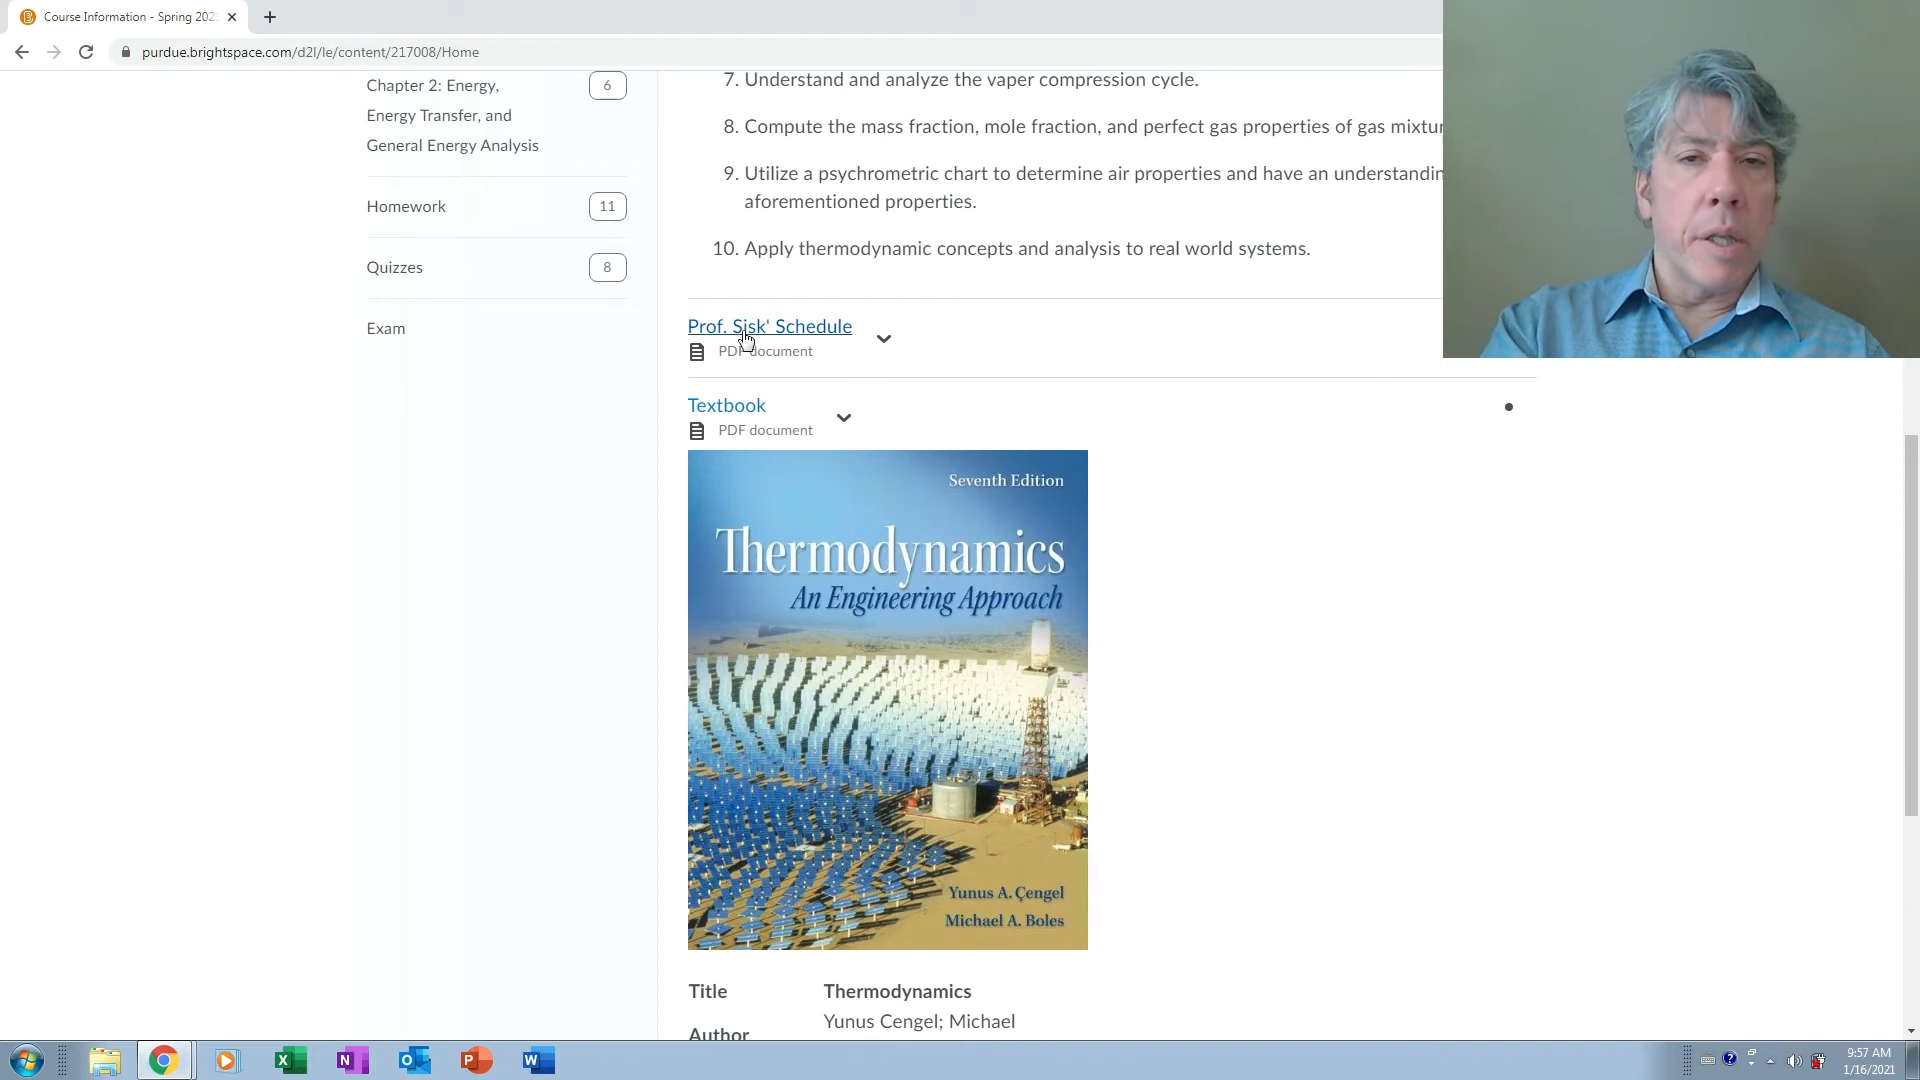 Course Information - Spring 202
purdue.brightspace.com/d2l/le/content/217008/Home
Chapter 2: Energy,
Energy Transfer, and
General Energy Analysis
6
Homework
11
Quizzes
8
Exam
7. Understand and analyze the vaper compression cycle.
8. Compute the mass fraction, mole fraction, and perfect gas properties of gas mixtur
9. Utilize a psychrometric chart to determine air properties and have an understandin
aforementioned properties.
10. Apply thermodynamic concepts and analysis to real world systems.
Prof. Sisk' Schedule
PDF document
Textbook
PDF document
Seventh Edition
Thermodynamics
An Engineering Approach
Yunus A. Çengel
Michael A. Boles
Title
Thermodynamics
Yunus Cengel; Michael
Author
9:57 AM
1/16/2021